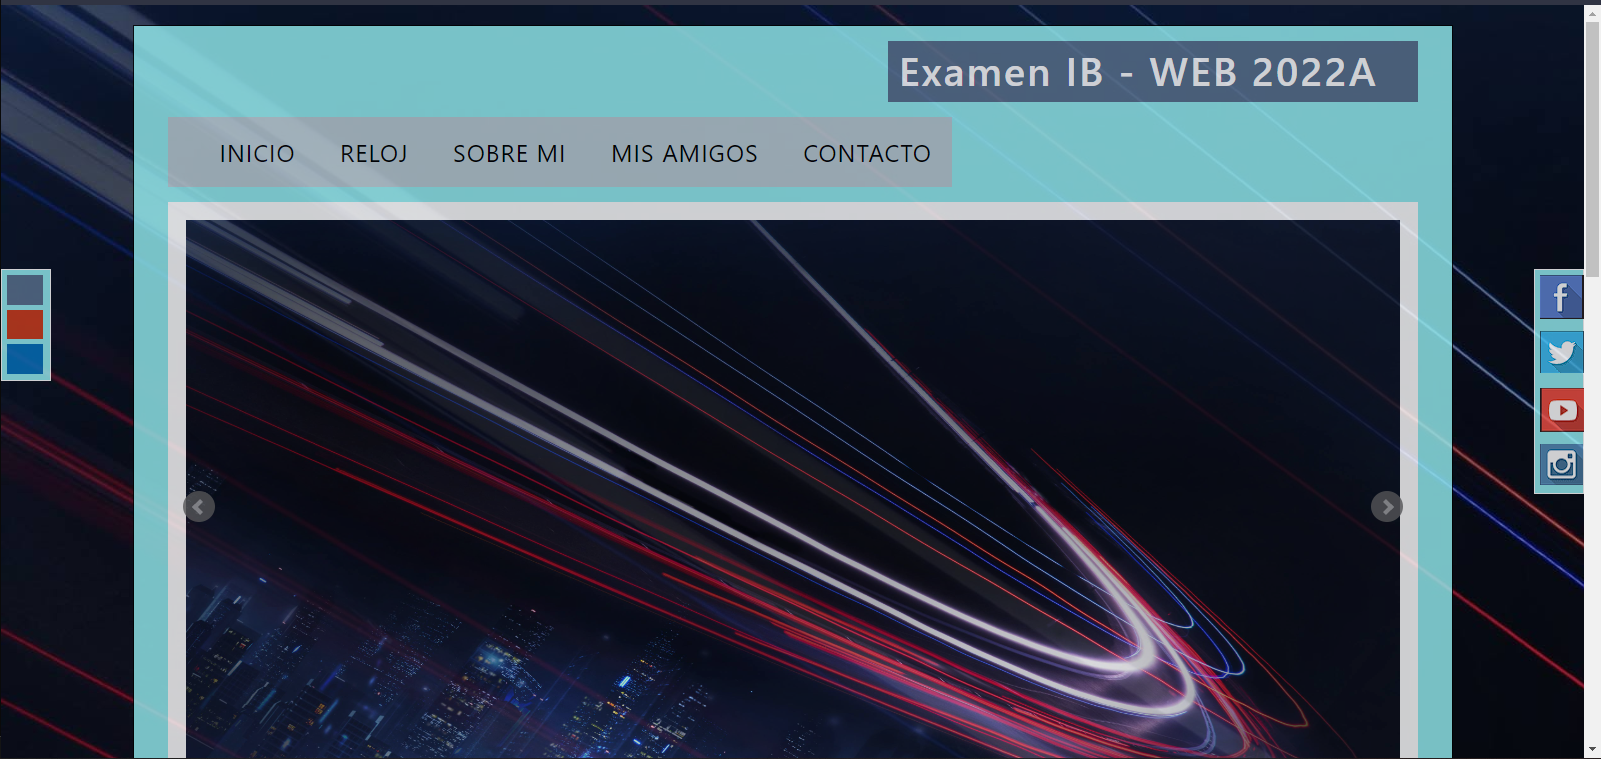 Examen IB - WEB 2022A
INICIO RELOJ SOBRE MI MIS AMIGOS CONTACTO